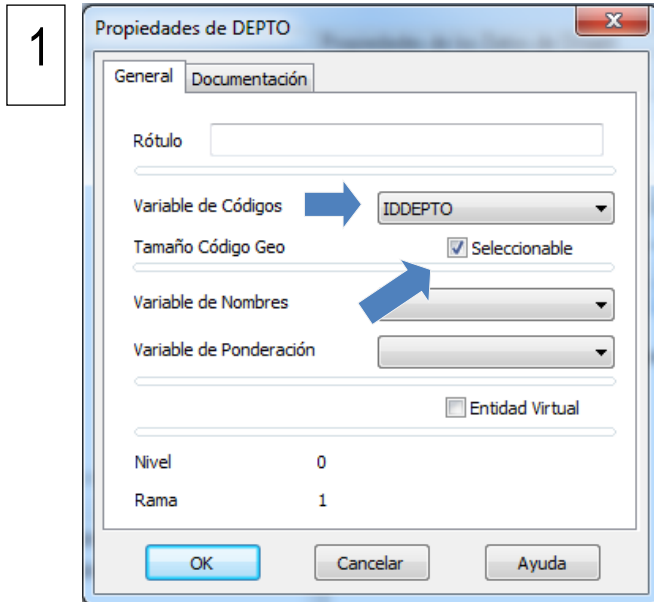 1
Propiedades de DEPTO
General Documentación
Rótulo
Variable de Códigos IDDEPTO
Tamaño Código Geo Seleccionable
Variable de Nombres
Variable de Ponderación
Entidad Virtual
Nivel 0
Rama 1
OK Cancelar Ayuda